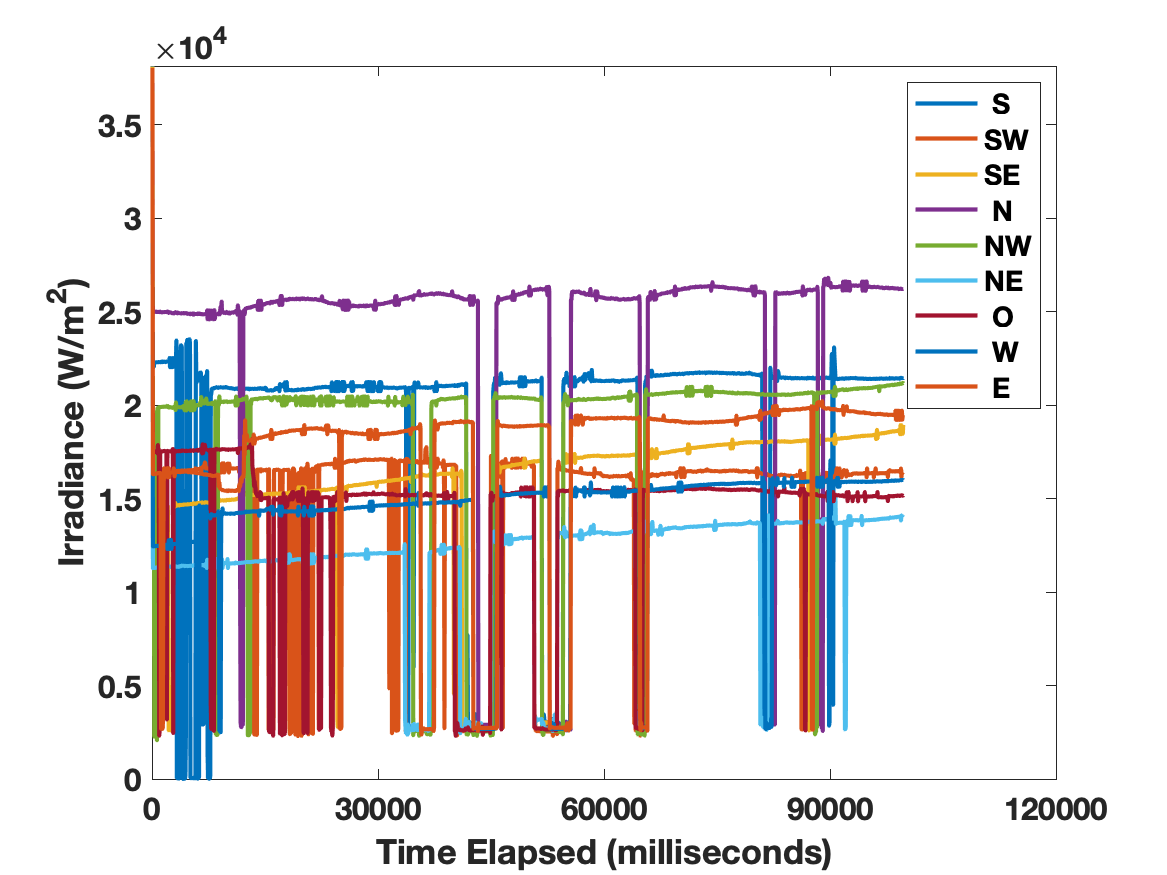 ×10⁴
3.5
3
2.5
2
1.5
1
0.5
0
Irradiance (W/m²)
0 30000 60000 90000 120000
Time Elapsed (milliseconds)
S
SW
SE
N
NW
NE
O
W
E